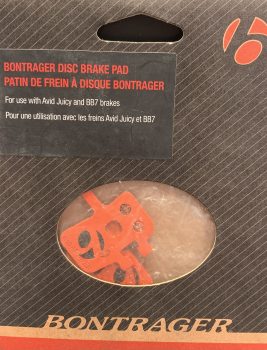 BONTRAGER DISC BRAKE PAD
PATIN DE FREIN À DISQUE BONTRAGER
For use with Avid Juicy and BB7 brakes
Pour une utilisation avec les freins Avid Juicy et BB7
BONTRAGER